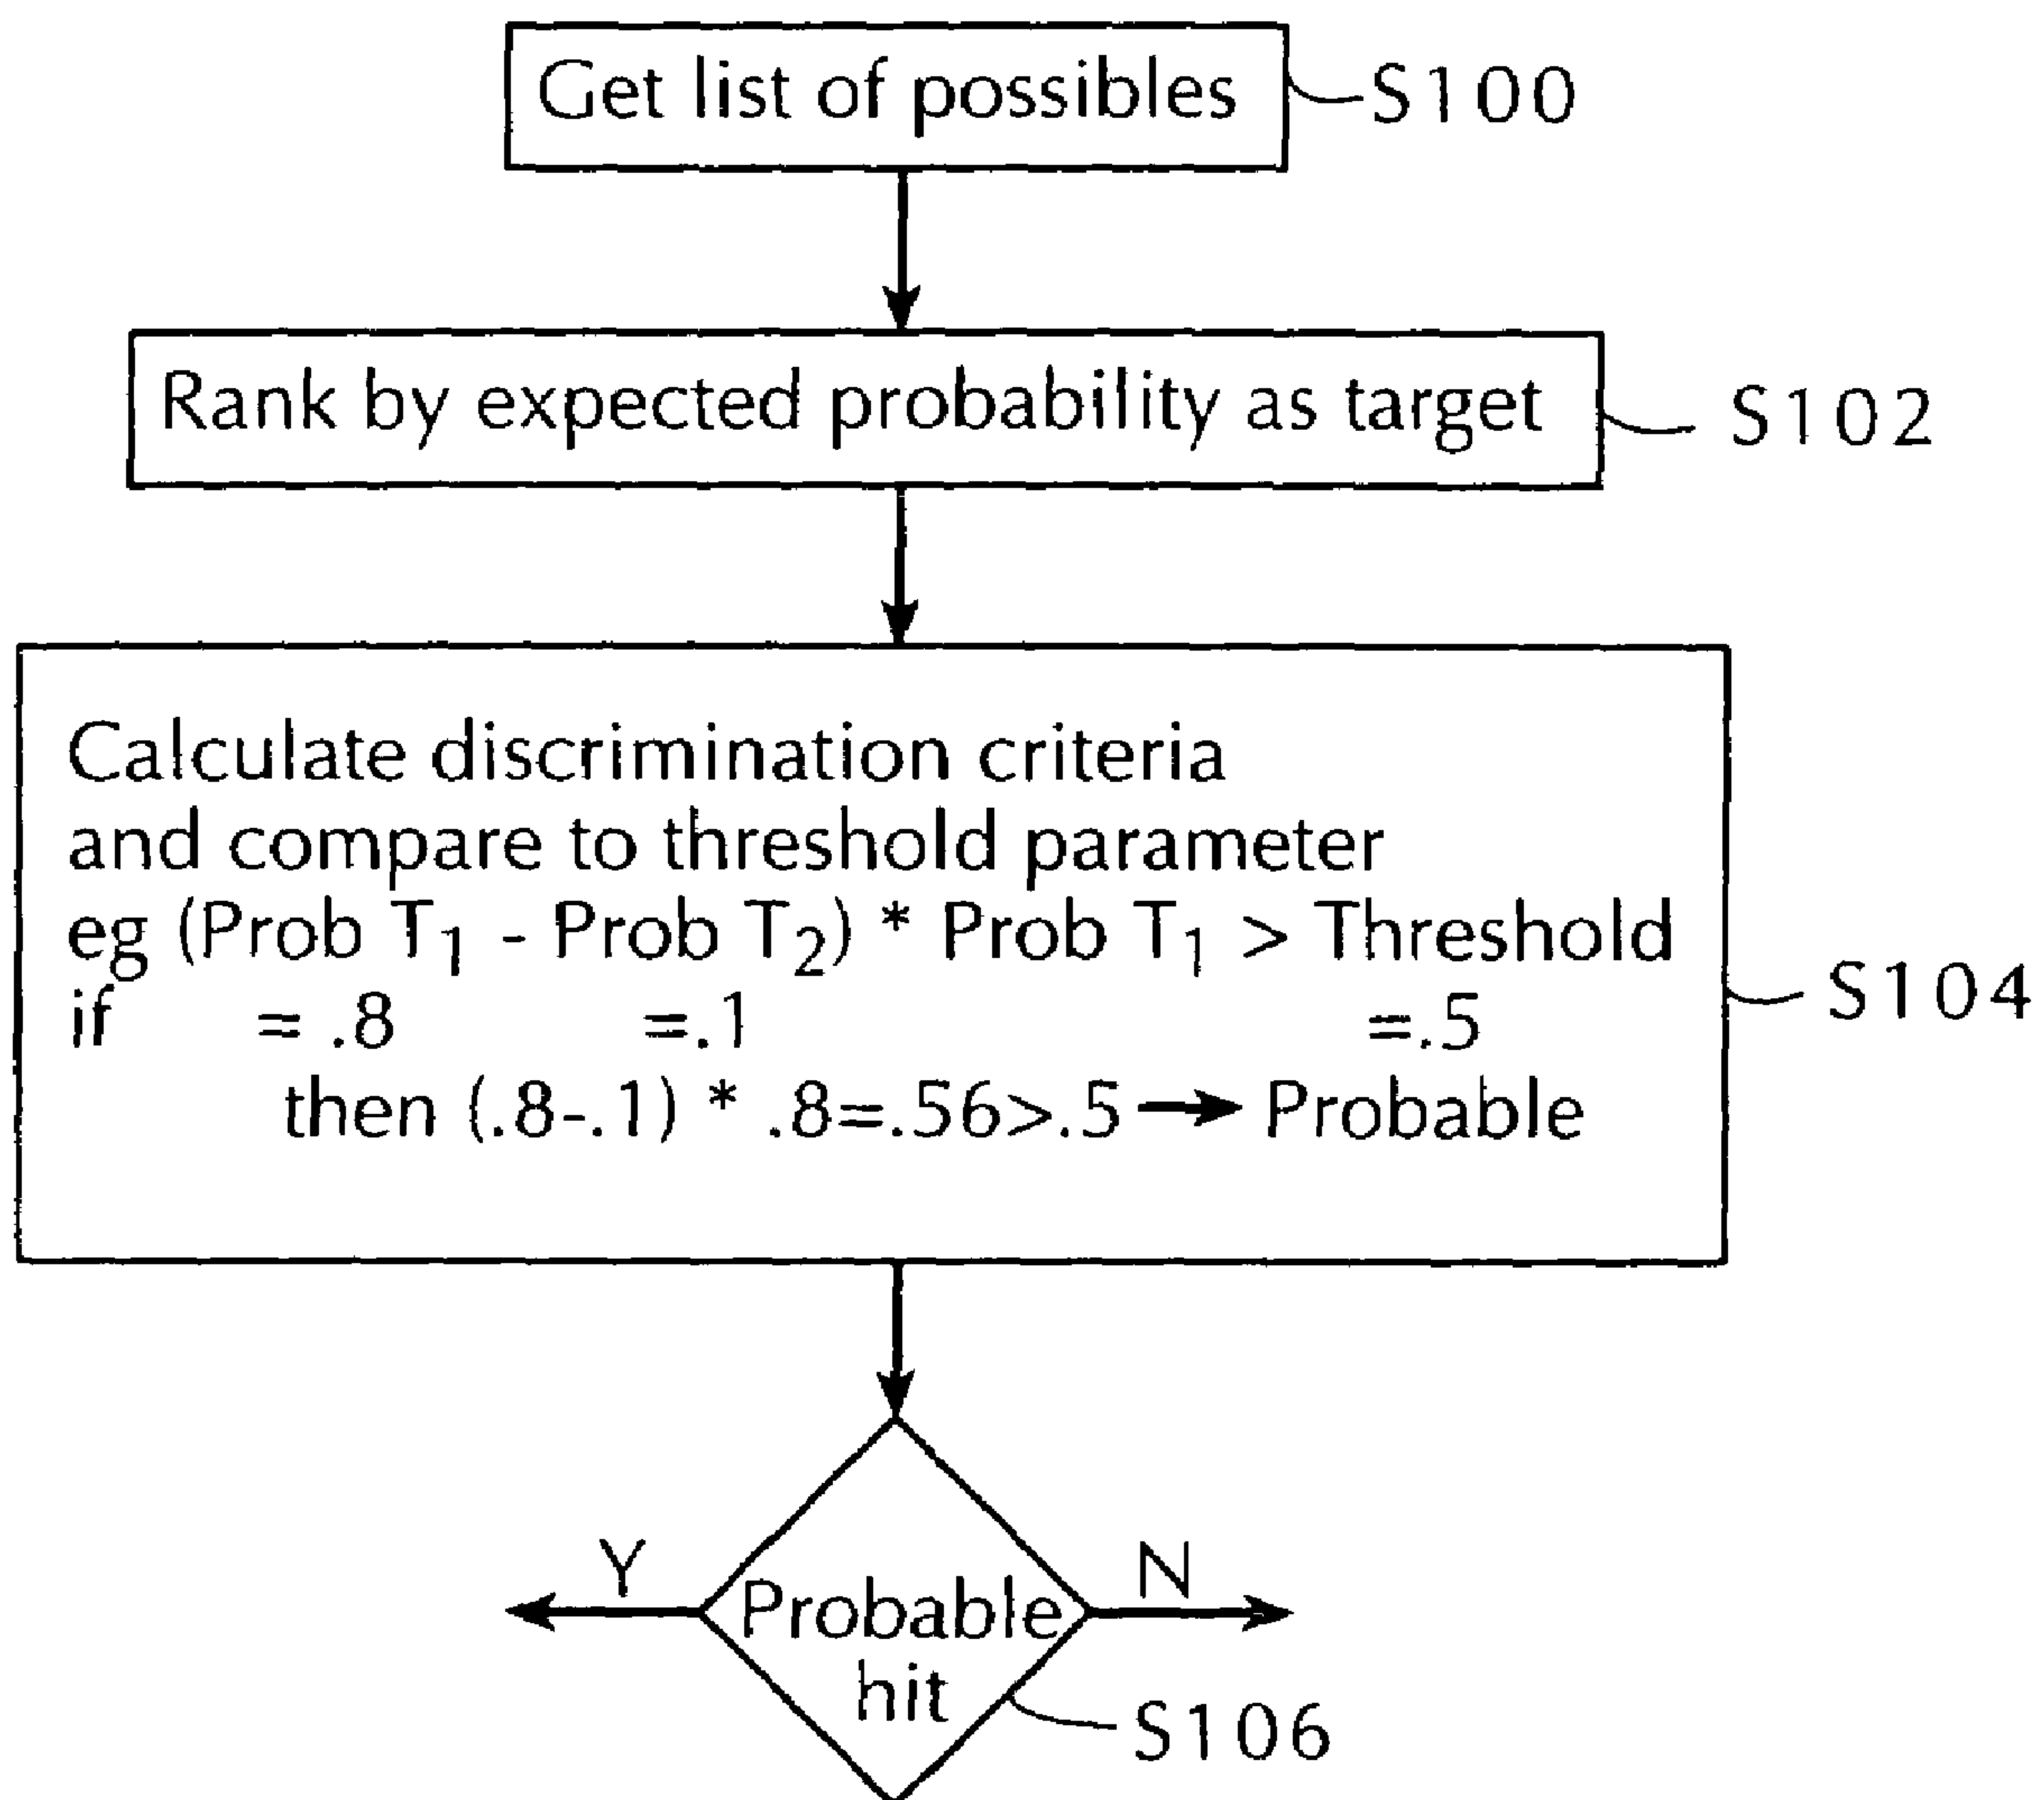 Get list of possibles
S100
Rank by expected probability as target
S102
Calculate discrimination criteria
and compare to threshold parameter
eg (Prob T₁ - Prob T₂) * Prob T₁ > Threshold
if = .8 =.1 =.5
then (.8-.1) * .8=.56>.5 → Probable
S104
Y
N
Probable
hit
S106